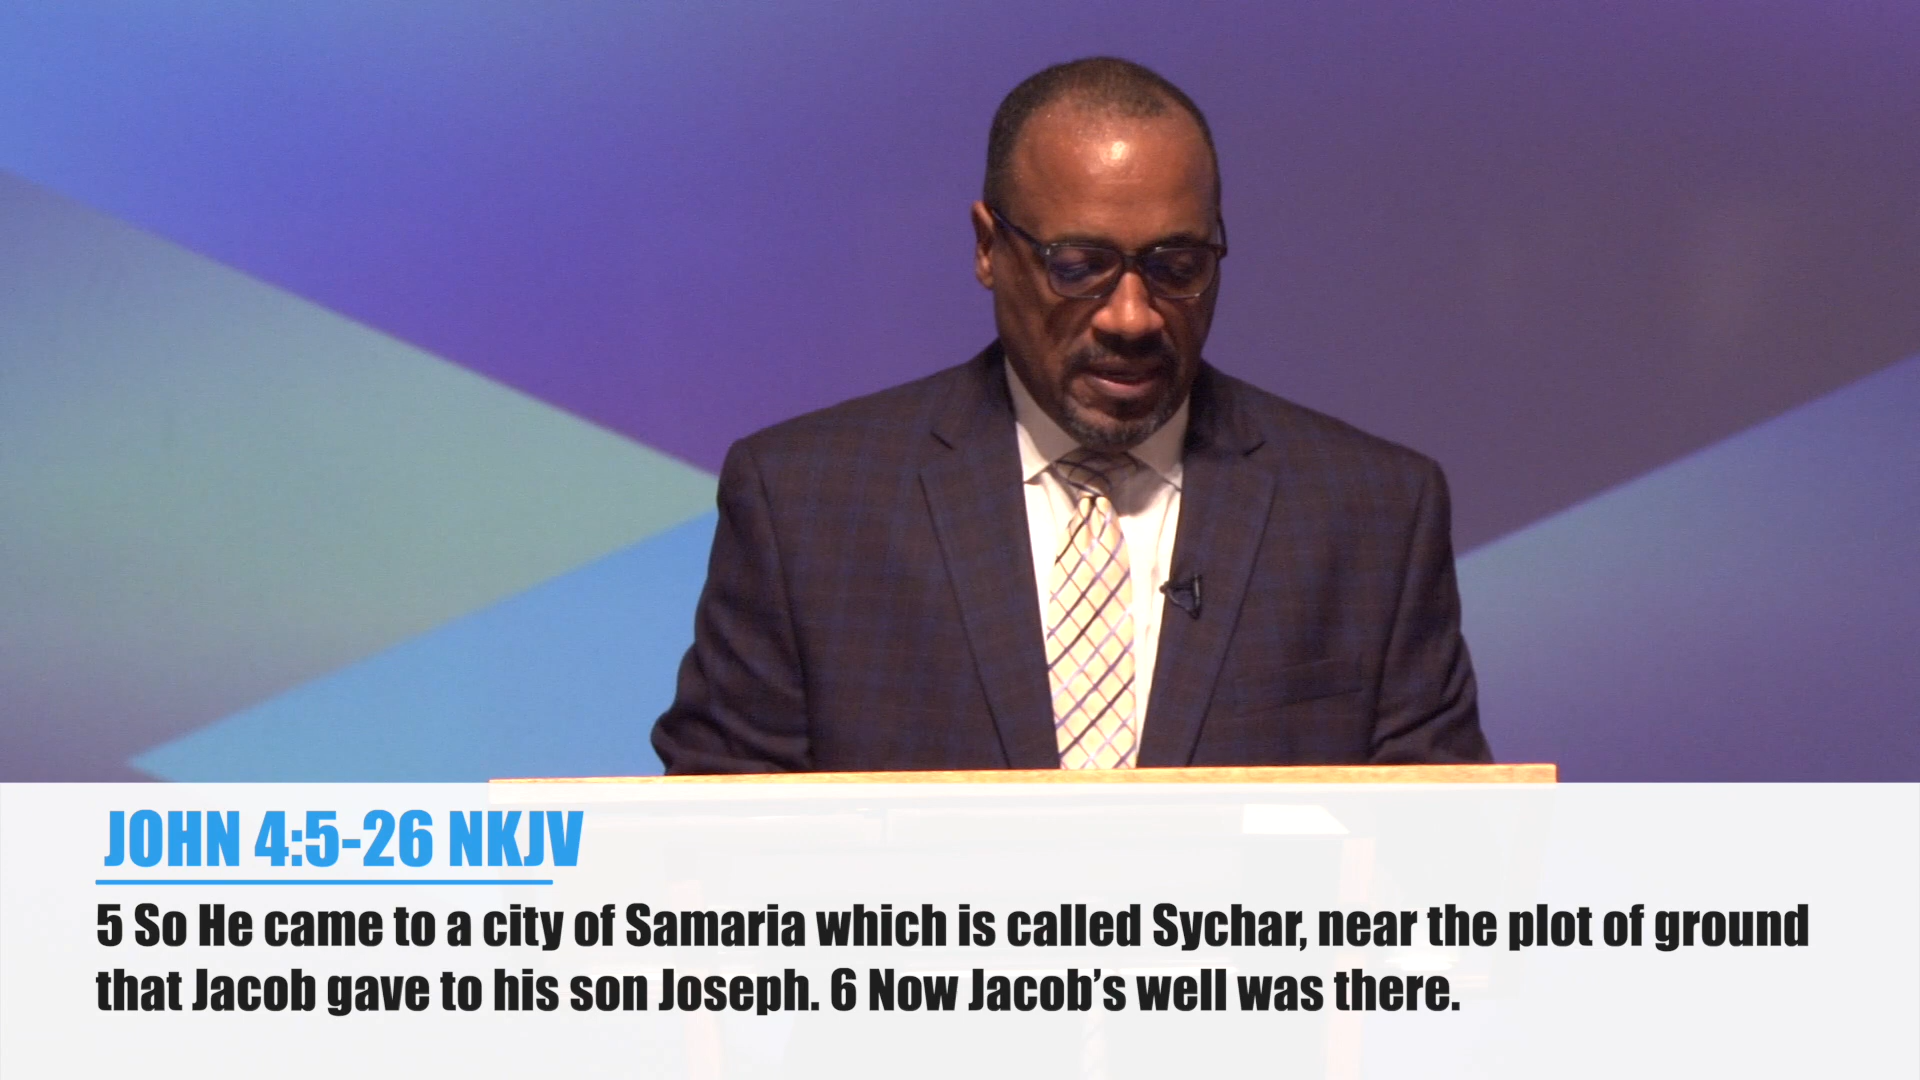 JOHN 4:5-26 NKJV
5 So He came to a city of Samaria which is called Sychar, near the plot of ground
that Jacob gave to his son Joseph. 6 Now Jacob’s well was there.